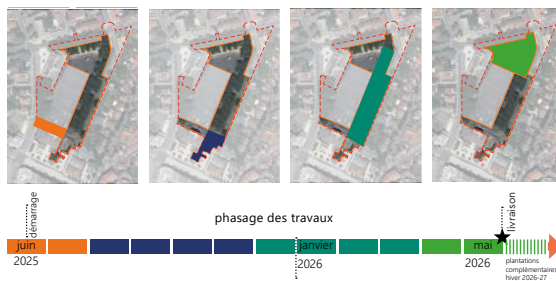 démarrage
phasage des travaux
livraison
juin
janvier
mai
2025
2026
2026
plantations
complémentaires
hiver 2026-27